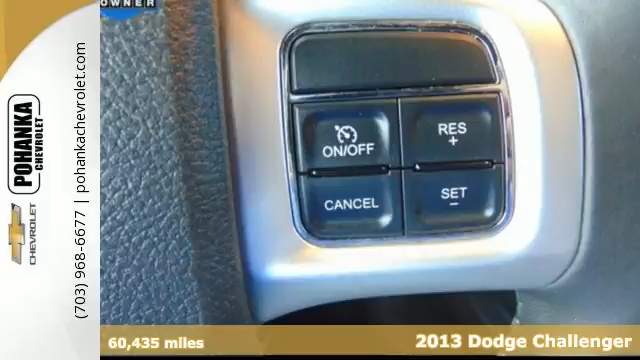 OWNER
POHANKA
CHEVROLET
CHEVROLET
(703) 968-6677 | pohankachevrolet.com
ON/OFF
RES
+
CANCEL
SET
-
60,435 miles
2013 Dodge Challenger